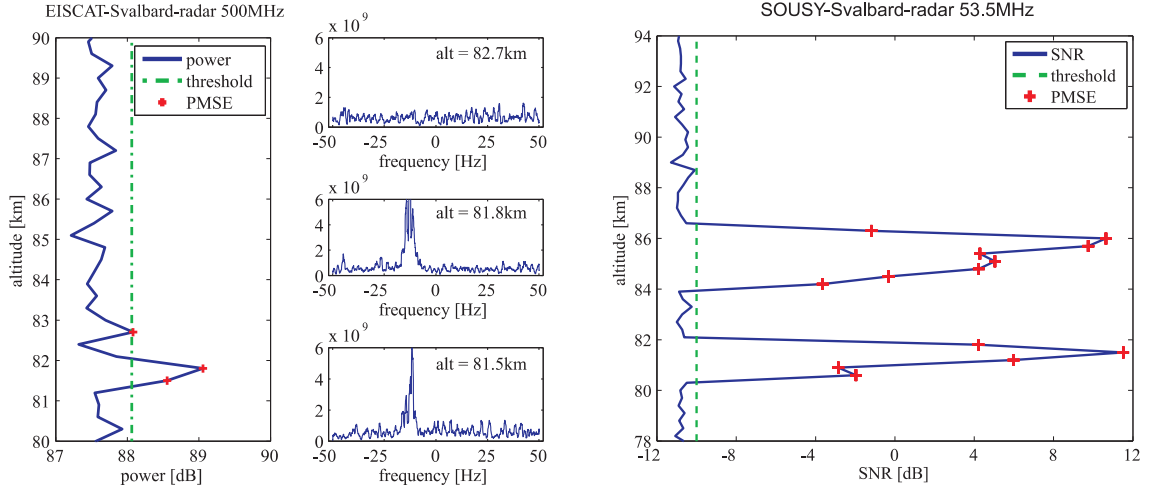 EISCAT-Svalbard-radar 500MHz
90
89
88
87
86
85
84
83
82
81
80
altitude [km]
87
88
89
90
power [dB]
power
threshold
PMSE
x 10^9
6
4
2
0
alt = 82.7km
-50
-25
0
25
50
frequency [Hz]
x 10^9
6
4
2
0
alt = 81.8km
-50
-25
0
25
50
frequency [Hz]
x 10^9
6
4
2
0
alt = 81.5km
-50
-25
0
25
50
frequency [Hz]
SOUSY-Svalbard-radar 53.5MHz
94
92
90
88
86
84
82
80
78
altitude [km]
-12
-8
-4
0
4
8
12
SNR [dB]
SNR
threshold
PMSE